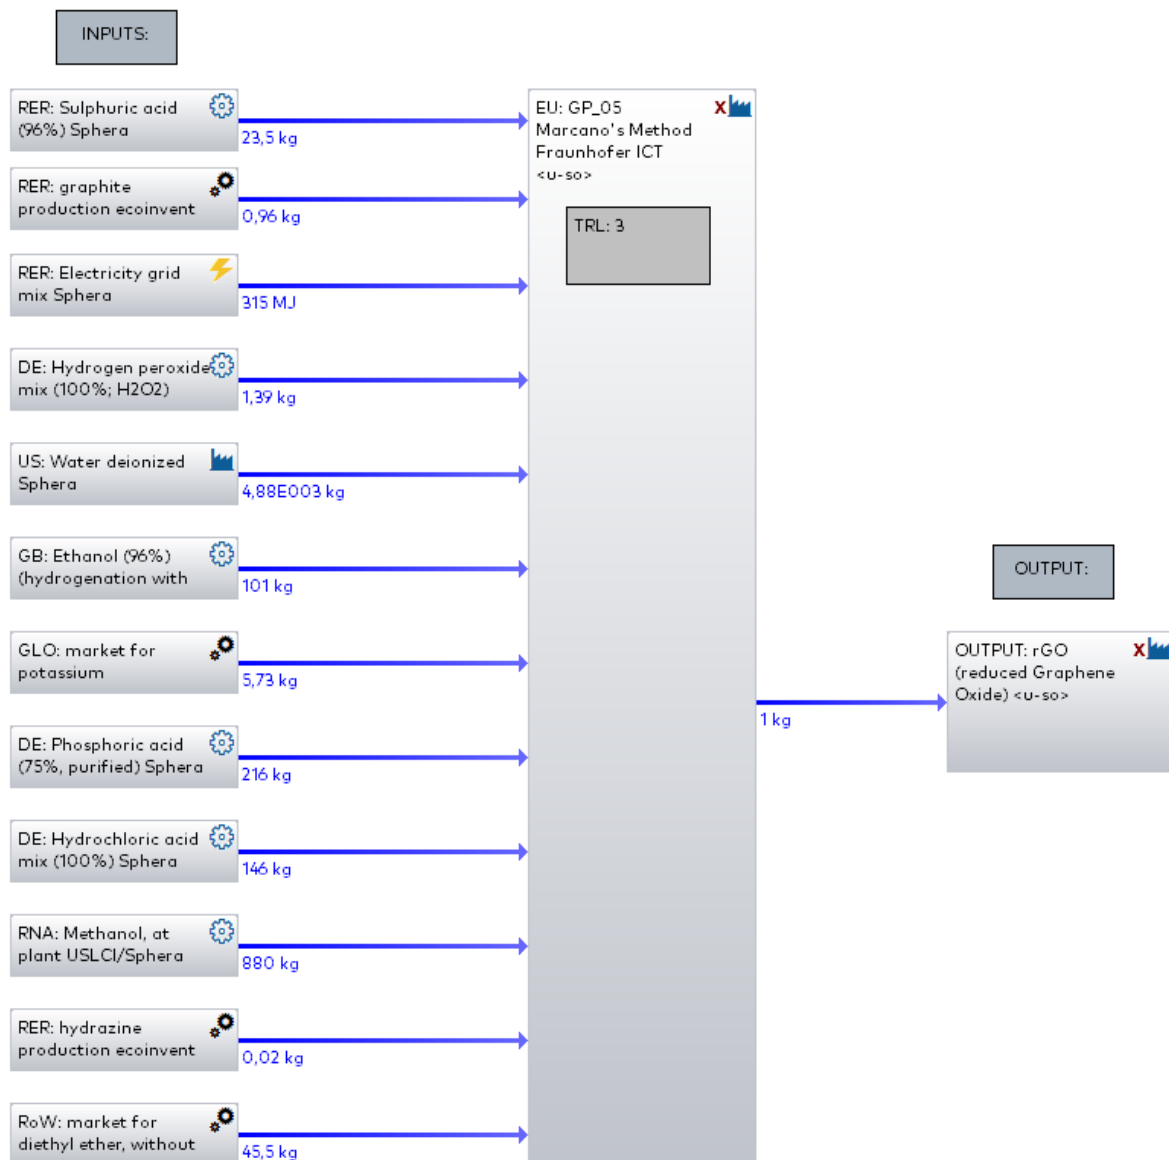 INPUTS:
RER: Sulphuric acid
(96%) Sphera
23,5 kg
RER: graphite
production ecoinvent
0,96 kg
RER: Electricity grid
mix Sphera
315 MJ
DE: Hydrogen peroxide
mix (100%; H2O2)
1,39 kg
US: Water deionized
Sphera
4,88E003 kg
GB: Ethanol (96%)
(hydrogenation with
101 kg
GLO: market for
potassium
5,73 kg
DE: Phosphoric acid
(75%, purified) Sphera
216 kg
DE: Hydrochloric acid
mix (100%) Sphera
146 kg
RNA: Methanol, at
plant USLCI/Sphera
880 kg
RER: hydrazine
production ecoinvent
0,02 kg
RoW: market for
diethyl ether, without
45,5 kg
EU: GP_05
Marcano's Method
Fraunhofer ICT
<u-so>
X
TRL: 3
1 kg
OUTPUT:
OUTPUT: rGO
(reduced Graphene
Oxide) <u-so>
X